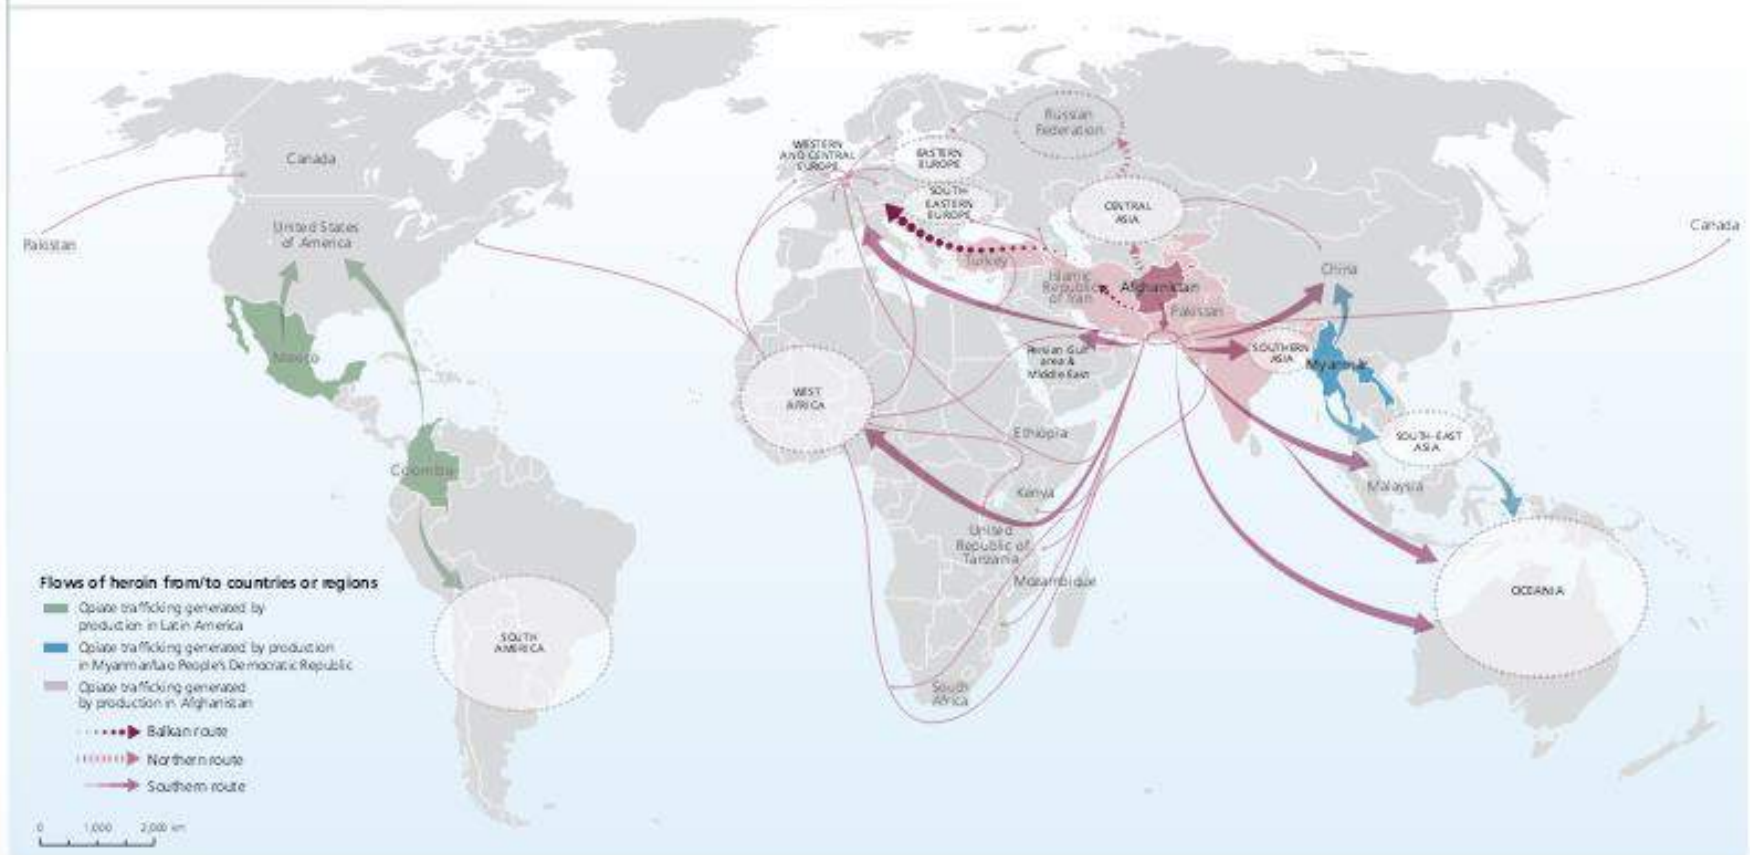 Canada
United States
of America
Pakistan
Mexico
Colombia
SOUTH
AMERICA
WESTERN
AND CENTRAL
EUROPE
EASTERN
EUROPE
SOUTH
EASTERN
EUROPE
Russian
Federation
CENTRAL
ASIA
Turkey
Islamic
Republic
of Iran
Afghanistan
Pakistan
China
Canada
Persian Gulf
area &
Middle East
SOUTHERN
ASIA
Myanmar
WEST
AFRICA
Ethiopia
Kenya
United
Republic of
Tanzania
Mozambique
South
Africa
SOUTH-EAST
ASIA
Malaysia
OCEANIA
Flows of heroin from/to countries or regions
Opiate trafficking generated by
production in Latin America
Opiate trafficking generated by production
in Myanmar/Lao People's Democratic Republic
Opiate trafficking generated
by production in Afghanistan
Balkan route
Northern route
Southern route
0 1,000 2,000 km